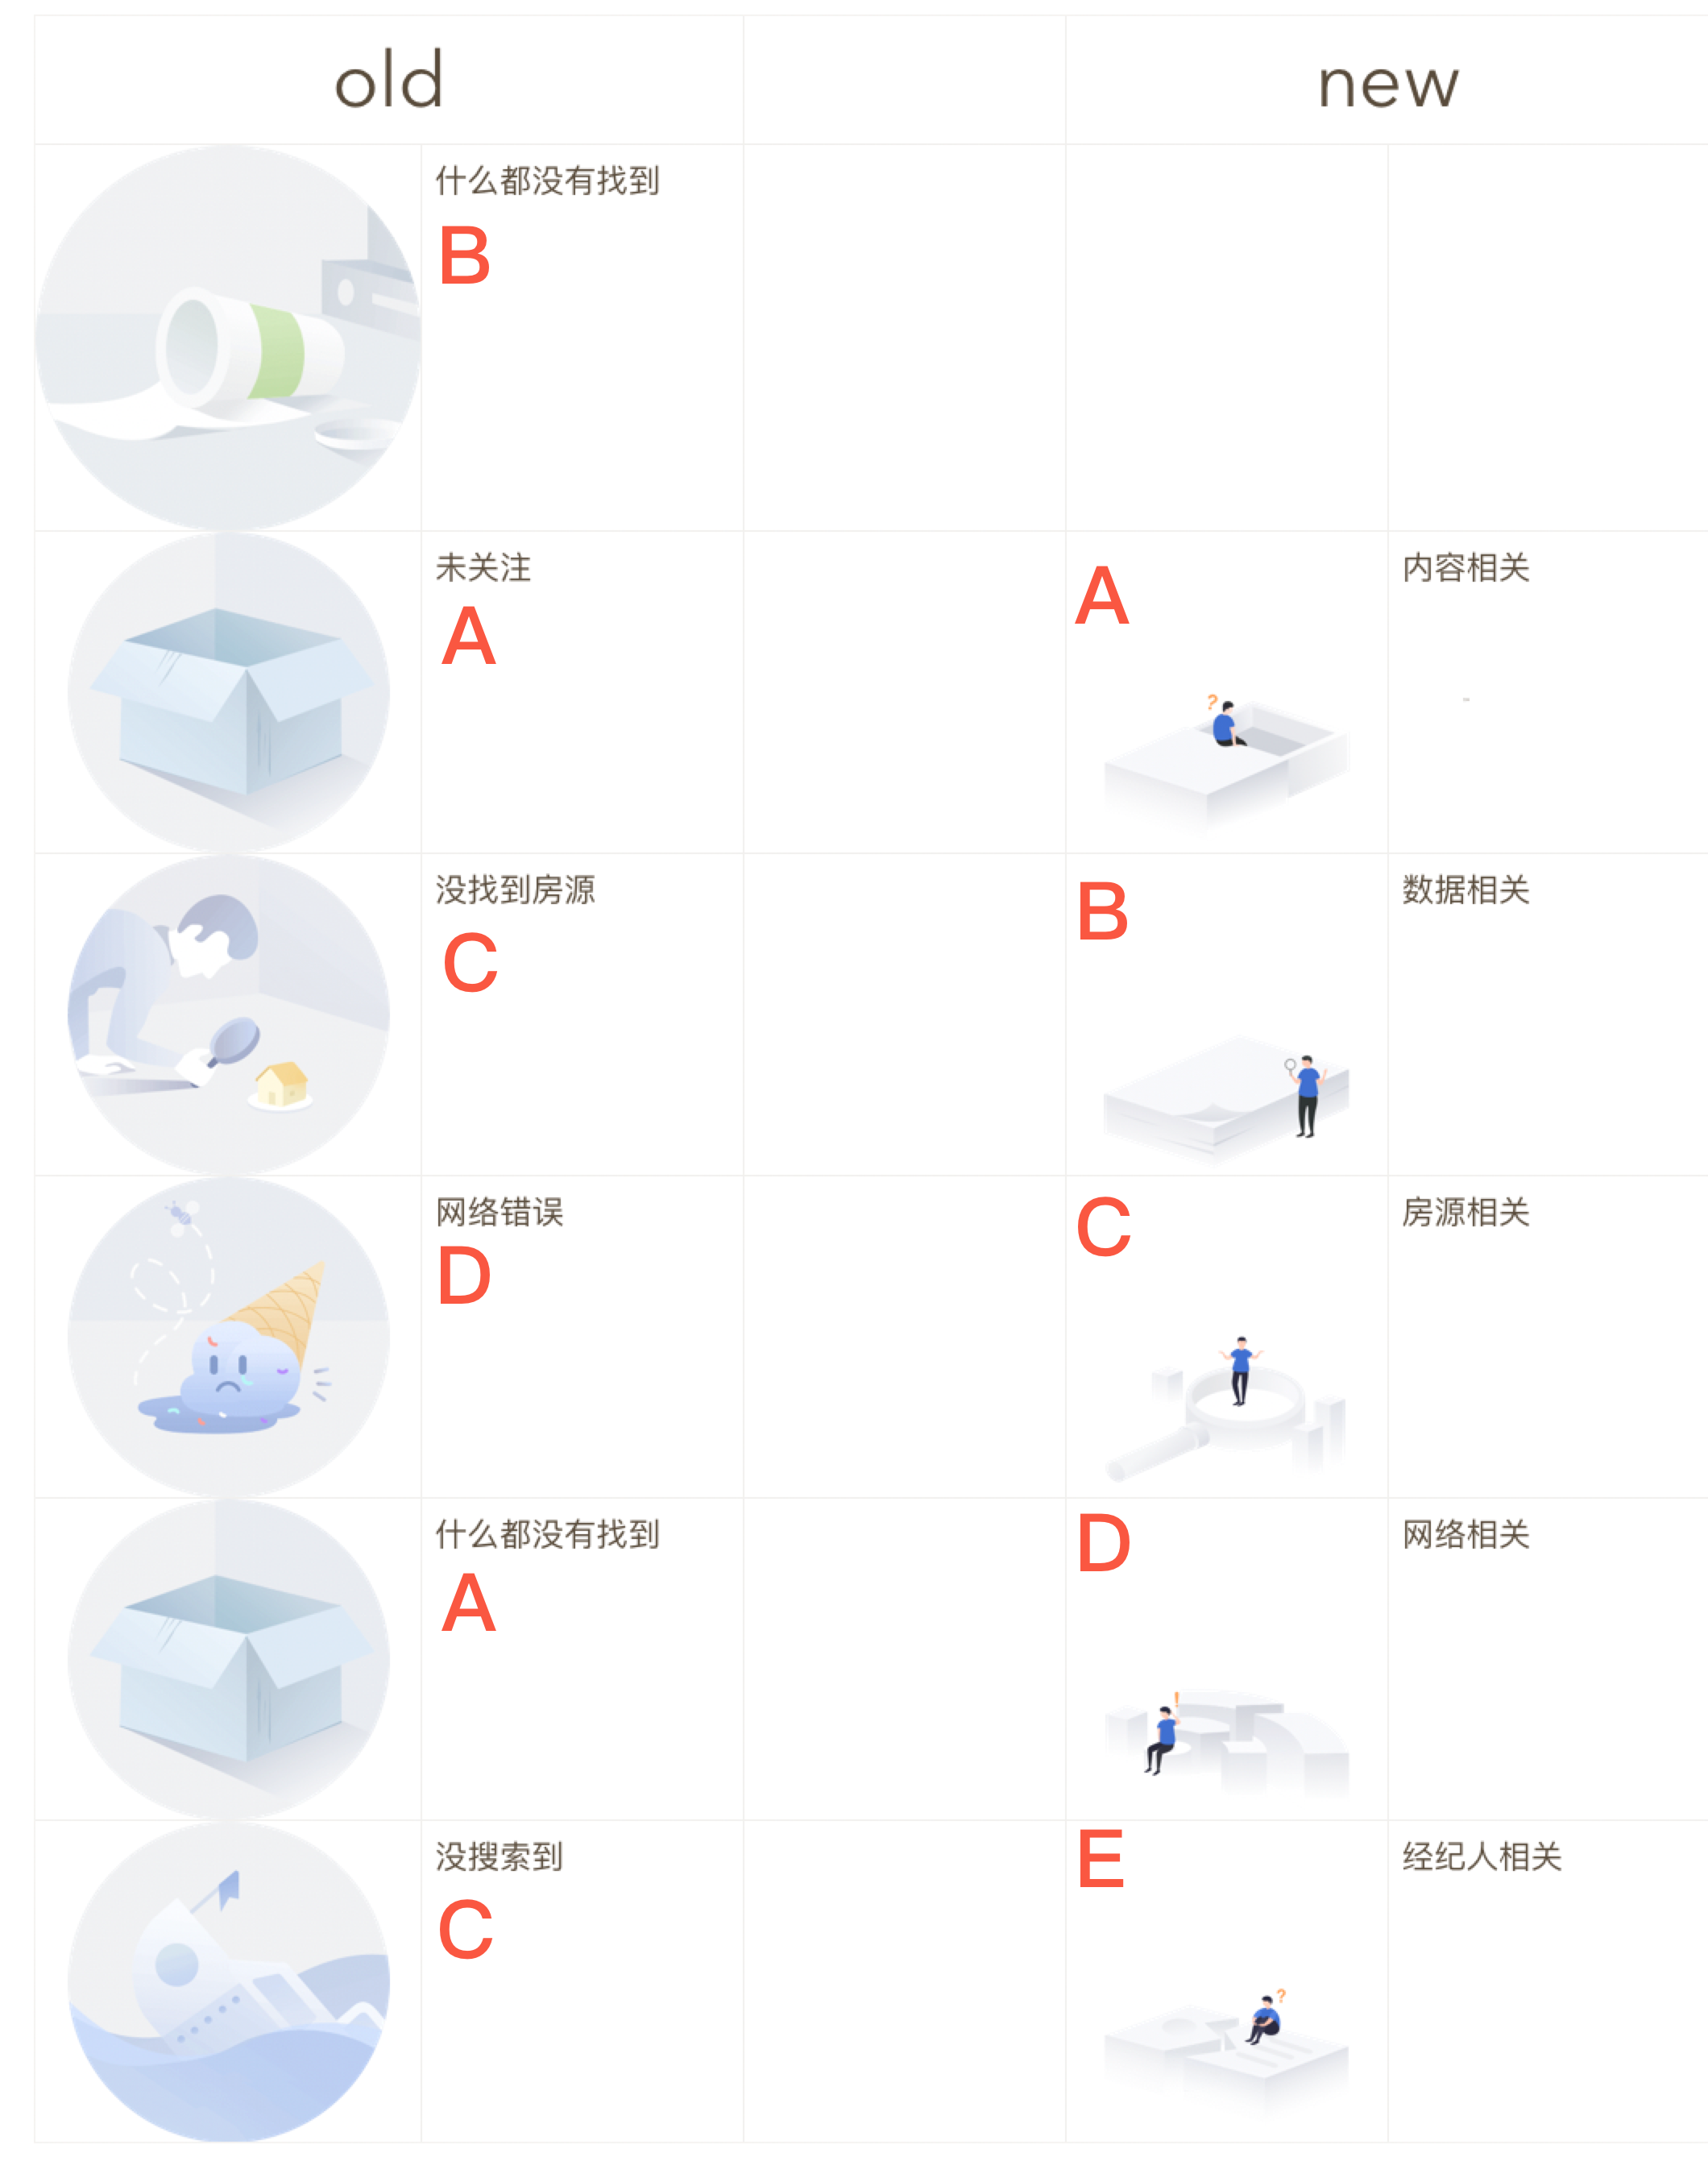 old
new
什么都没有找到
B
未关注
A
A
内容相关
?
没找到房源
C
B
数据相关
网络错误
D
C
房源相关
什么都没有找到
A
D
网络相关
!
没搜索到
C
E
经纪人相关
?